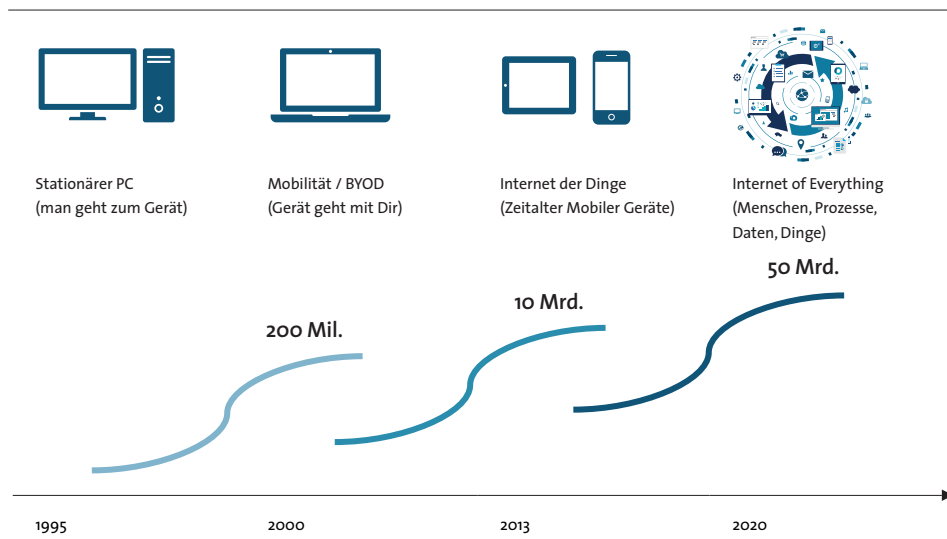 Stationärer PC
(man geht zum Gerät)
Mobilität / BYOD
(Gerät geht mit Dir)
Internet der Dinge
(Zeitalter Mobiler Geräte)
Internet of Everything
(Menschen, Prozesse,
Daten, Dinge)
200 Mil.
10 Mrd.
50 Mrd.
1995
2000
2013
2020